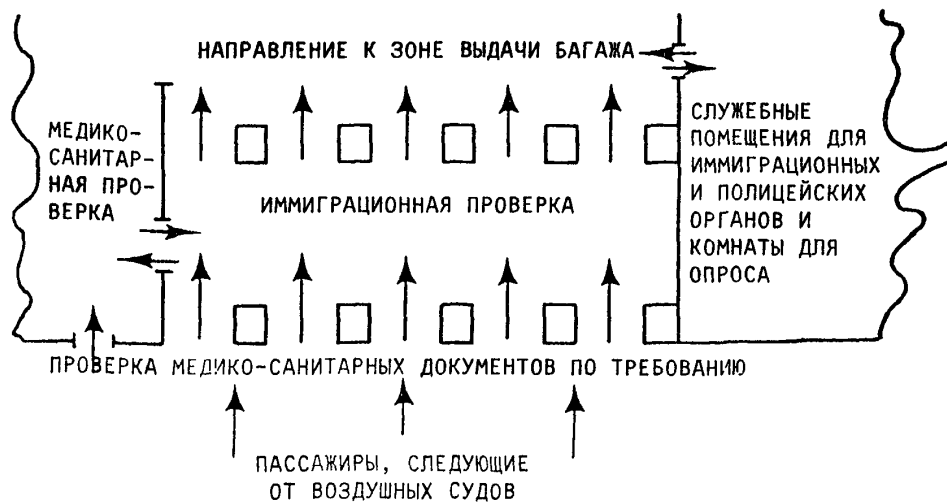 НАПРАВЛЕНИЕ К ЗОНЕ ВЫДАЧИ БАГАЖА
МЕДИКО-
САНИТАР-
НАЯ ПРО-
ВЕРКА
ИММИГРАЦИОННАЯ ПРОВЕРКА
СЛУЖЕБНЫЕ
ПОМЕЩЕНИЯ ДЛЯ
ИММИГРАЦИОННЫХ
И ПОЛИЦЕЙСКИХ
ОРГАНОВ И
КОМНАТЫ ДЛЯ
ОПРОСА
ПРОВЕРКА МЕДИКО-САНИТАРНЫХ ДОКУМЕНТОВ ПО ТРЕБОВАНИЮ
ПАССАЖИРЫ, СЛЕДУЮЩИЕ
ОТ ВОЗДУШНЫХ СУДОВ